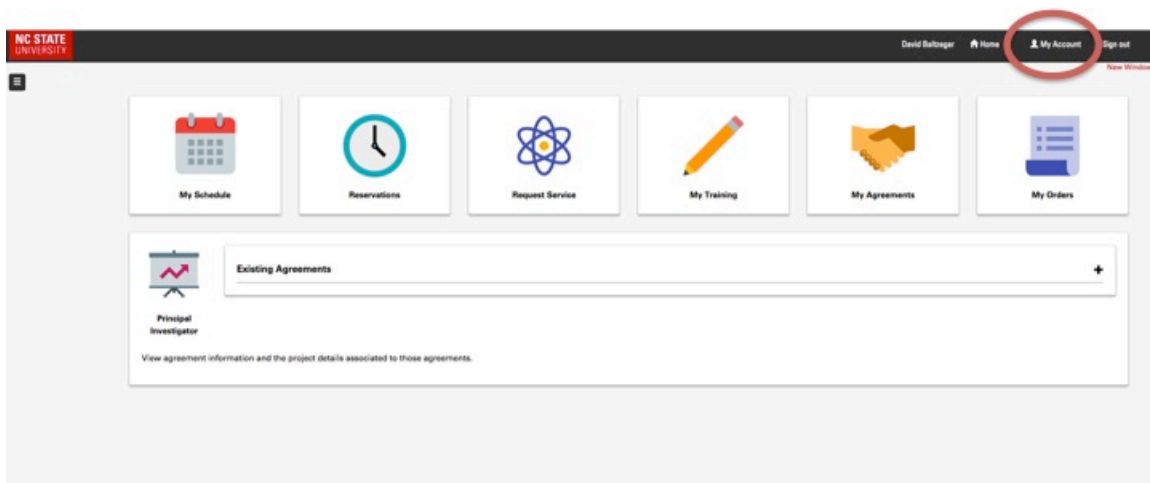 NC STATE
UNIVERSITY
David Baltzegar Home My Account Sign out
New Window
My Schedule
Reservations
Request Service
My Training
My Agreements
My Orders
Existing Agreements
Principal
Investigator
View agreement information and the project details associated to those agreements.